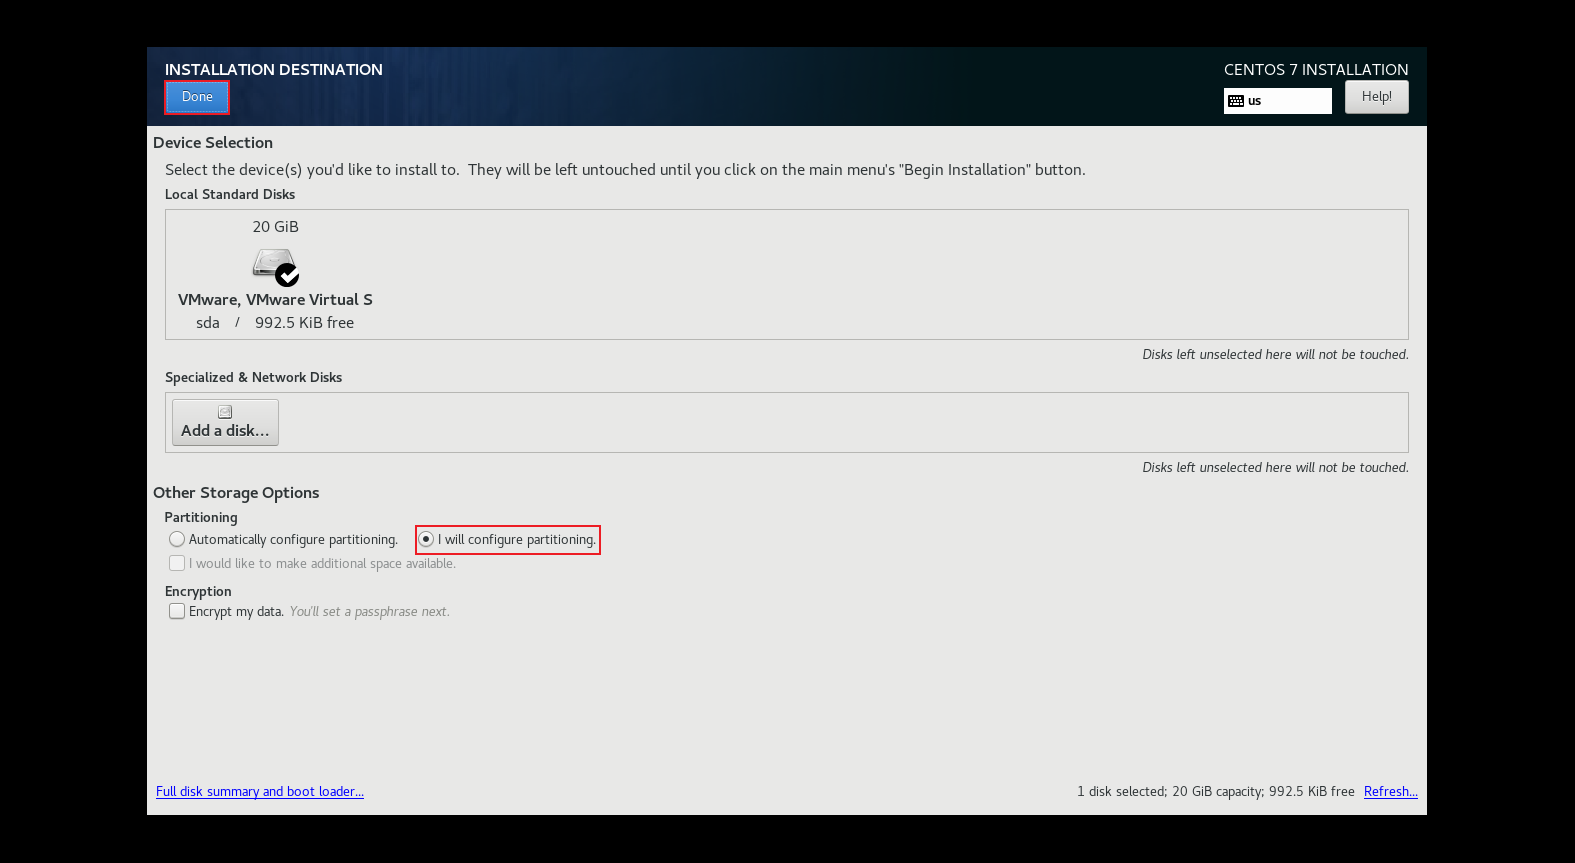 INSTALLATION DESTINATION
CENTOS 7 INSTALLATION
Done
us
Help!
Device Selection
Select the device(s) you'd like to install to.  They will be left untouched until you click on the main menu's "Begin Installation" button.
Local Standard Disks
20 GiB
VMware, VMware Virtual S
sda / 992.5 KiB free
Disks left unselected here will not be touched.
Specialized & Network Disks
Add a disk...
Disks left unselected here will not be touched.
Other Storage Options
Partitioning
Automatically configure partitioning. I will configure partitioning.
I would like to make additional space available.
Encryption
Encrypt my data. You'll set a passphrase next.
Full disk summary and boot loader...
1 disk selected; 20 GiB capacity; 992.5 KiB free Refresh...